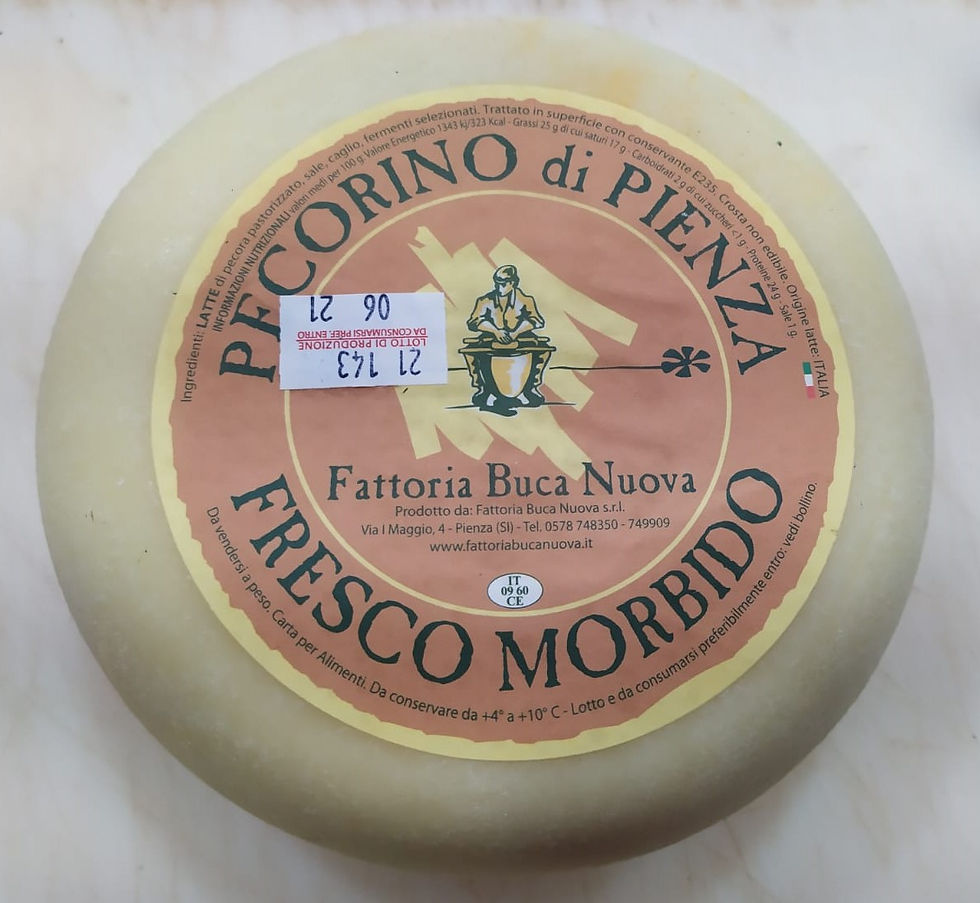 Ingredienti: LATTE di pecora pastorizzato, sale, caglio, fermenti selezionati. Trattato in superficie con conservante E235. Crosta non edibile. Origine latte: ITALIA
INFORMAZIONI NUTRIZIONALI valori medi per 100 g Valore Energetico 1343 kj/323 Kcal - Grassi 25 g di cui saturi 17 g - Carboidrati 2 g di cui zuccheri <1 g - Proteine 24 g - Sale 1 g.
PECORINO di PIENZA
21 143
LOTTO DI PRODUZIONE
DA CONSUMARSI PREF. ENTRO
06 21
Fattoria Buca Nuova
Prodotto da: Fattoria Buca Nuova s.r.l.
Via I Maggio, 4 - Pienza (SI) - Tel. 0578 748350 - 749909
www.fattoriabucanuova.it
IT
09 60
CE
FRESCO MORBIDO
Da vendersi a peso. Carta per Alimenti. Da conservare da +4° a +10° C - Lotto e da consumarsi preferibilmente entro: vedi bollino.